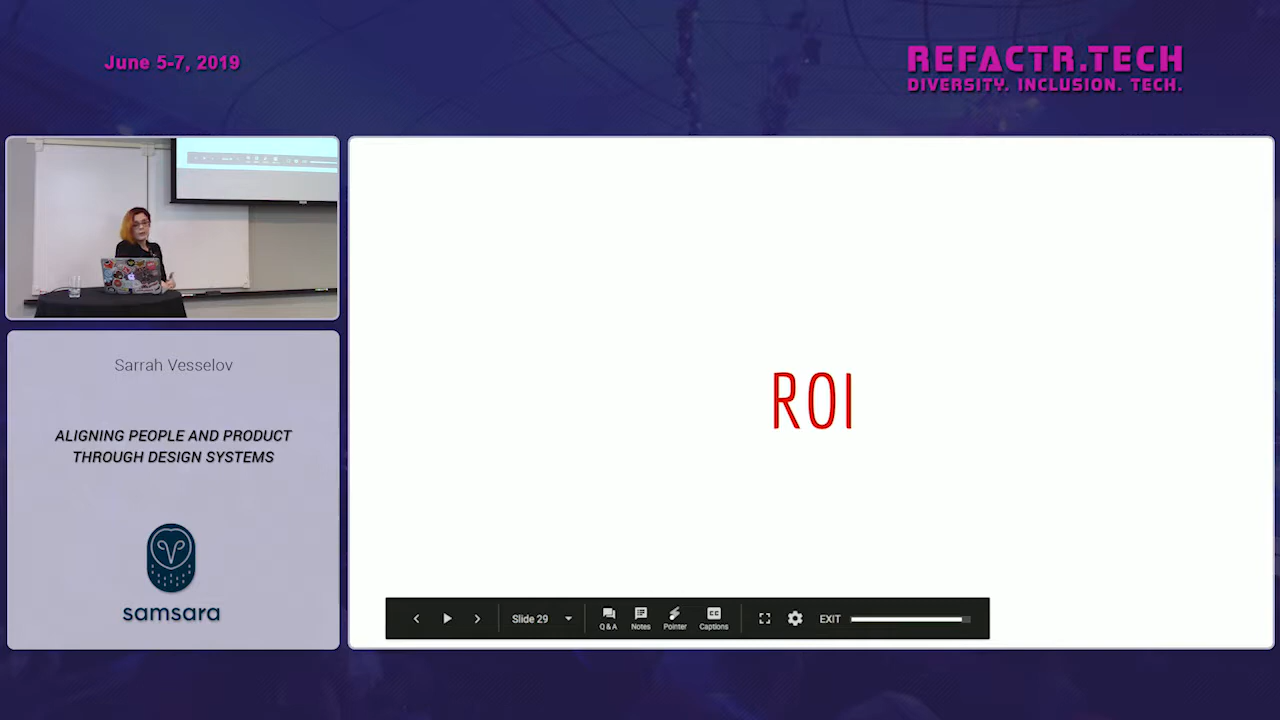 June 5-7, 2019
REFACTR.TECH
DIVERSITY. INCLUSION. TECH.
Sarrah Vesselov
ALIGNING PEOPLE AND PRODUCT
THROUGH DESIGN SYSTEMS
samsara
ROI
Slide 29
Q & A
Notes
Pointer
Captions
EXIT